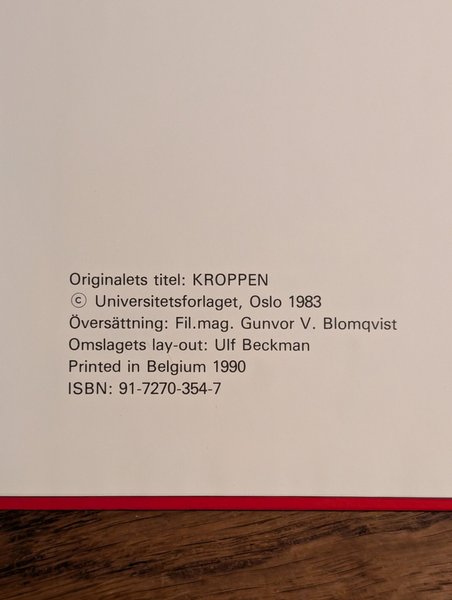 Originalets titel: KROPPEN
© Universitetsforlaget, Oslo 1983
Översättning: Fil.mag. Gunvor V. Blomqvist
Omslagets lay-out: Ulf Beckman
Printed in Belgium 1990
ISBN: 91-7270-354-7